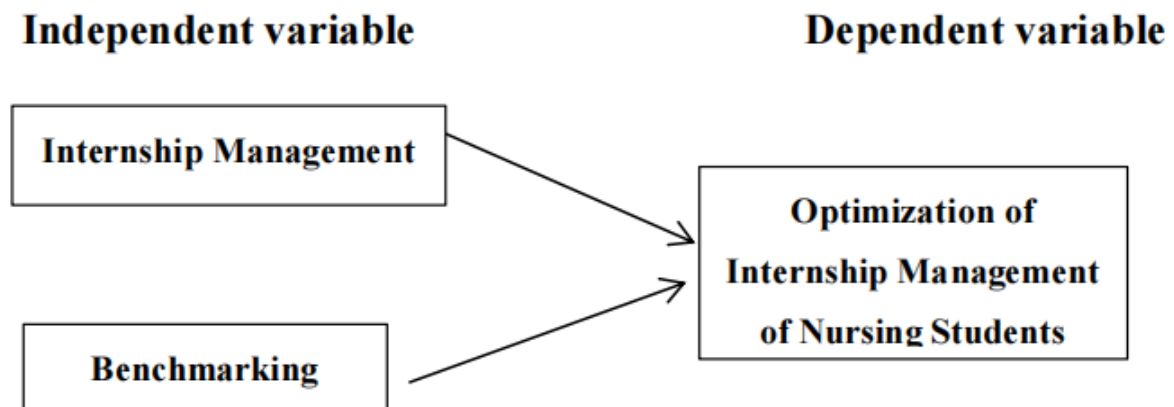 Independent variable
Dependent variable
Internship Management
Optimization of
Internship Management
of Nursing Students
Benchmarking